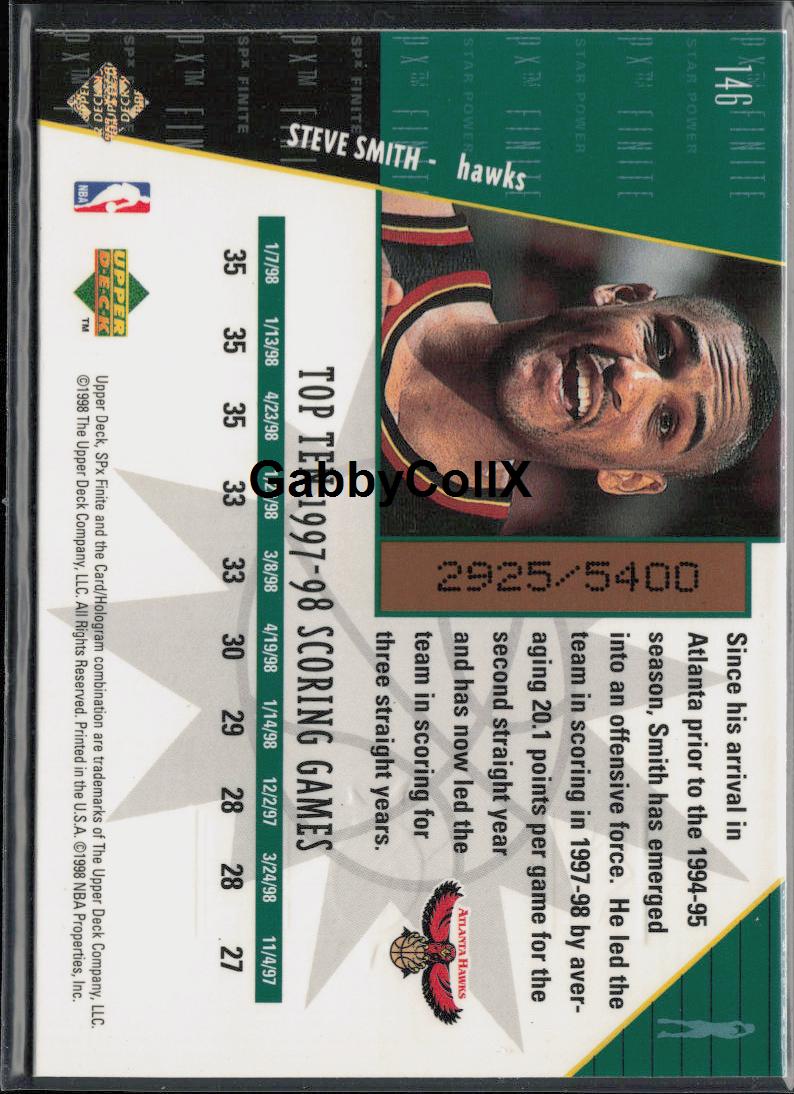 146
STEVE SMITH - hawks
SPx FINITE
STAR POWER
2925/5400
Since his arrival in
Atlanta prior to the 1994-95
season, Smith has emerged
into an offensive force. He led the
team in scoring in 1997-98 by aver-
aging 20.1 points per game for the
second straight year
and has now led the
team in scoring for
three straight years.
ATLANTA HAWKS
TOP TEN 1997-98 SCORING GAMES
1/7/98 1/13/98 4/23/98 3/8/98 4/19/98 1/14/98 12/2/97 3/24/98 11/4/97
35 35 35 33 33 30 29 28 28 27
NBA
UPPER
DECK
TM
Upper Deck, SPx Finite and the Card/Hologram combination are trademarks of The Upper Deck Company, LLC.
©1998 The Upper Deck Company, LLC. All Rights Reserved. Printed in the U.S.A. ©1998 NBA Properties, Inc.
GabbyCollX